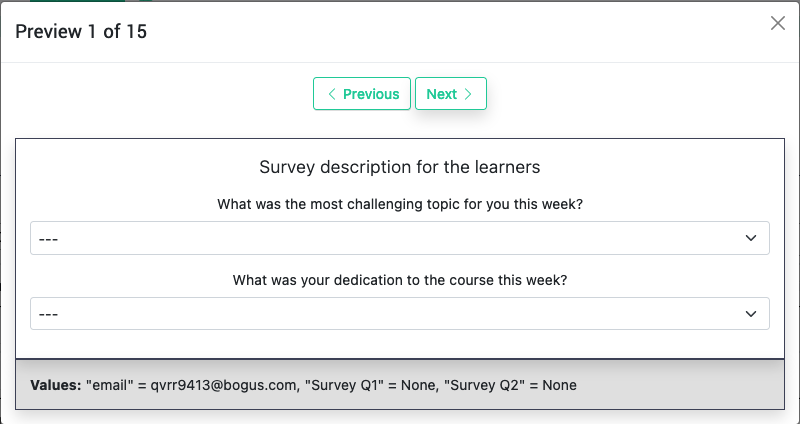 Preview 1 of 15
Previous
Next
Survey description for the learners
What was the most challenging topic for you this week?
---
What was your dedication to the course this week?
---
Values: "email" = qvrr9413@bogus.com, "Survey Q1" = None, "Survey Q2" = None